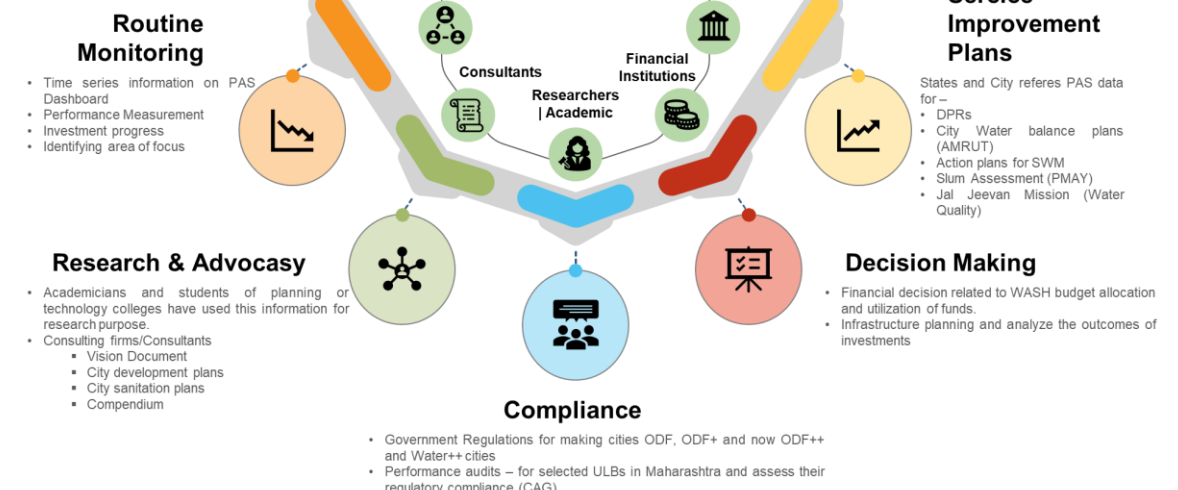 Routine
Monitoring
• Time series information on PAS
Dashboard
• Performance Measurement
• Investment progress
• Identifying area of focus
Consultants
Financial
Institutions
Researchers
| Academic
Improvement
Plans
States and City referes PAS data
for –
• DPRs
• City Water balance plans
(AMRUT)
• Action plans for SWM
• Slum Assessment (PMAY)
• Jal Jeevan Mission (Water
Quality)
Research & Advocasy
• Academicians and students of planning or
technology colleges have used this information for
research purpose.
• Consulting firms/Consultants
▪ Vision Document
▪ City development plans
▪ City sanitation plans
▪ Compendium
Decision Making
• Financial decision related to WASH budget allocation
and utilization of funds.
• Infrastructure planning and analyze the outcomes of
investments
Compliance
• Government Regulations for making cities ODF, ODF+ and now ODF++
and Water++ cities
• Performance audits – for selected ULBs in Maharashtra and assess their
regulatory compliance (CAG)